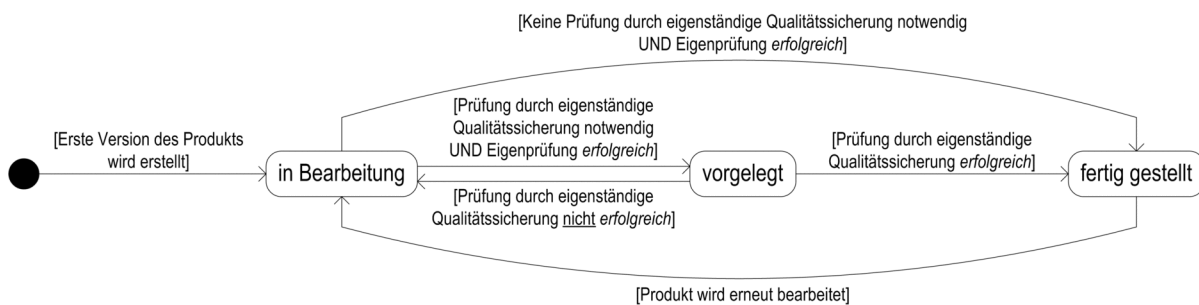 [Keine Prüfung durch eigenständige Qualitätssicherung notwendig
UND Eigenprüfung erfolgreich]
[Erste Version des Produkts
wird erstellt]
in Bearbeitung
[Prüfung durch eigenständige
Qualitätssicherung notwendig
UND Eigenprüfung erfolgreich]
[Prüfung durch eigenständige
Qualitätssicherung nicht erfolgreich]
vorgelegt
[Prüfung durch eigenständige
Qualitätssicherung erfolgreich]
fertig gestellt
[Produkt wird erneut bearbeitet]